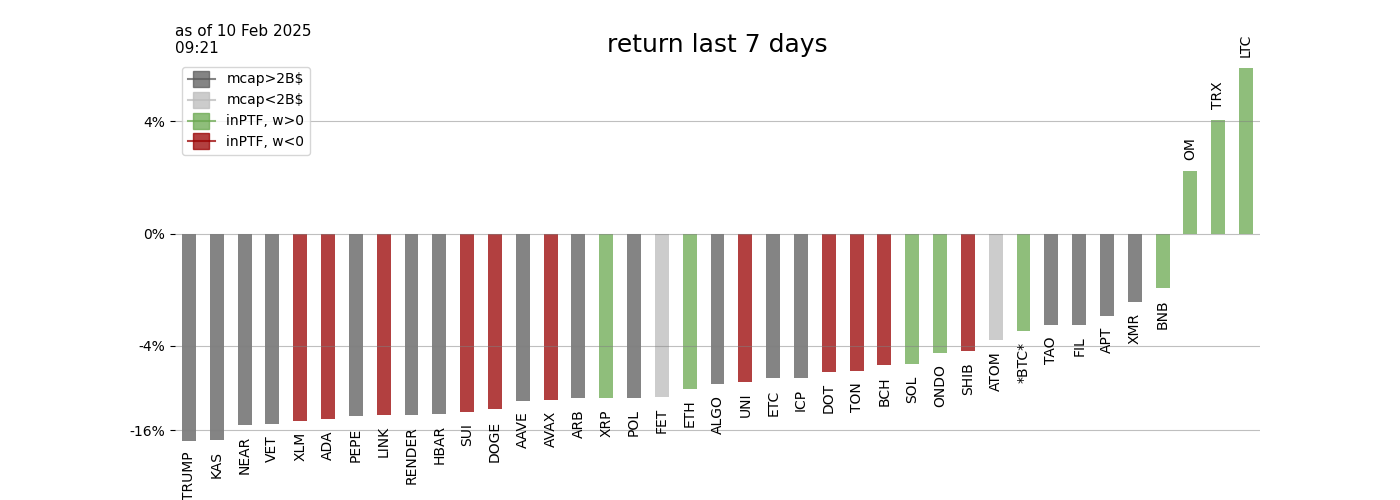 as of 10 Feb 2025
09:21
return last 7 days
mcap>2B$
mcap<2B$
inPTF, w>0
inPTF, w<0
4%
0%
-4%
-16%
TRUMP
KAS
NEAR
VET
XLM
ADA
PEPE
LINK
RENDER
HBAR
SUI
DOGE
AAVE
AVAX
ARB
XRP
POL
FET
ETH
ALGO
UNI
ETC
ICP
DOT
TON
BCH
SOL
ONDO
SHIB
ATOM
*BTC*
TAO
FIL
APT
XMR
BNB
OM
TRX
LTC